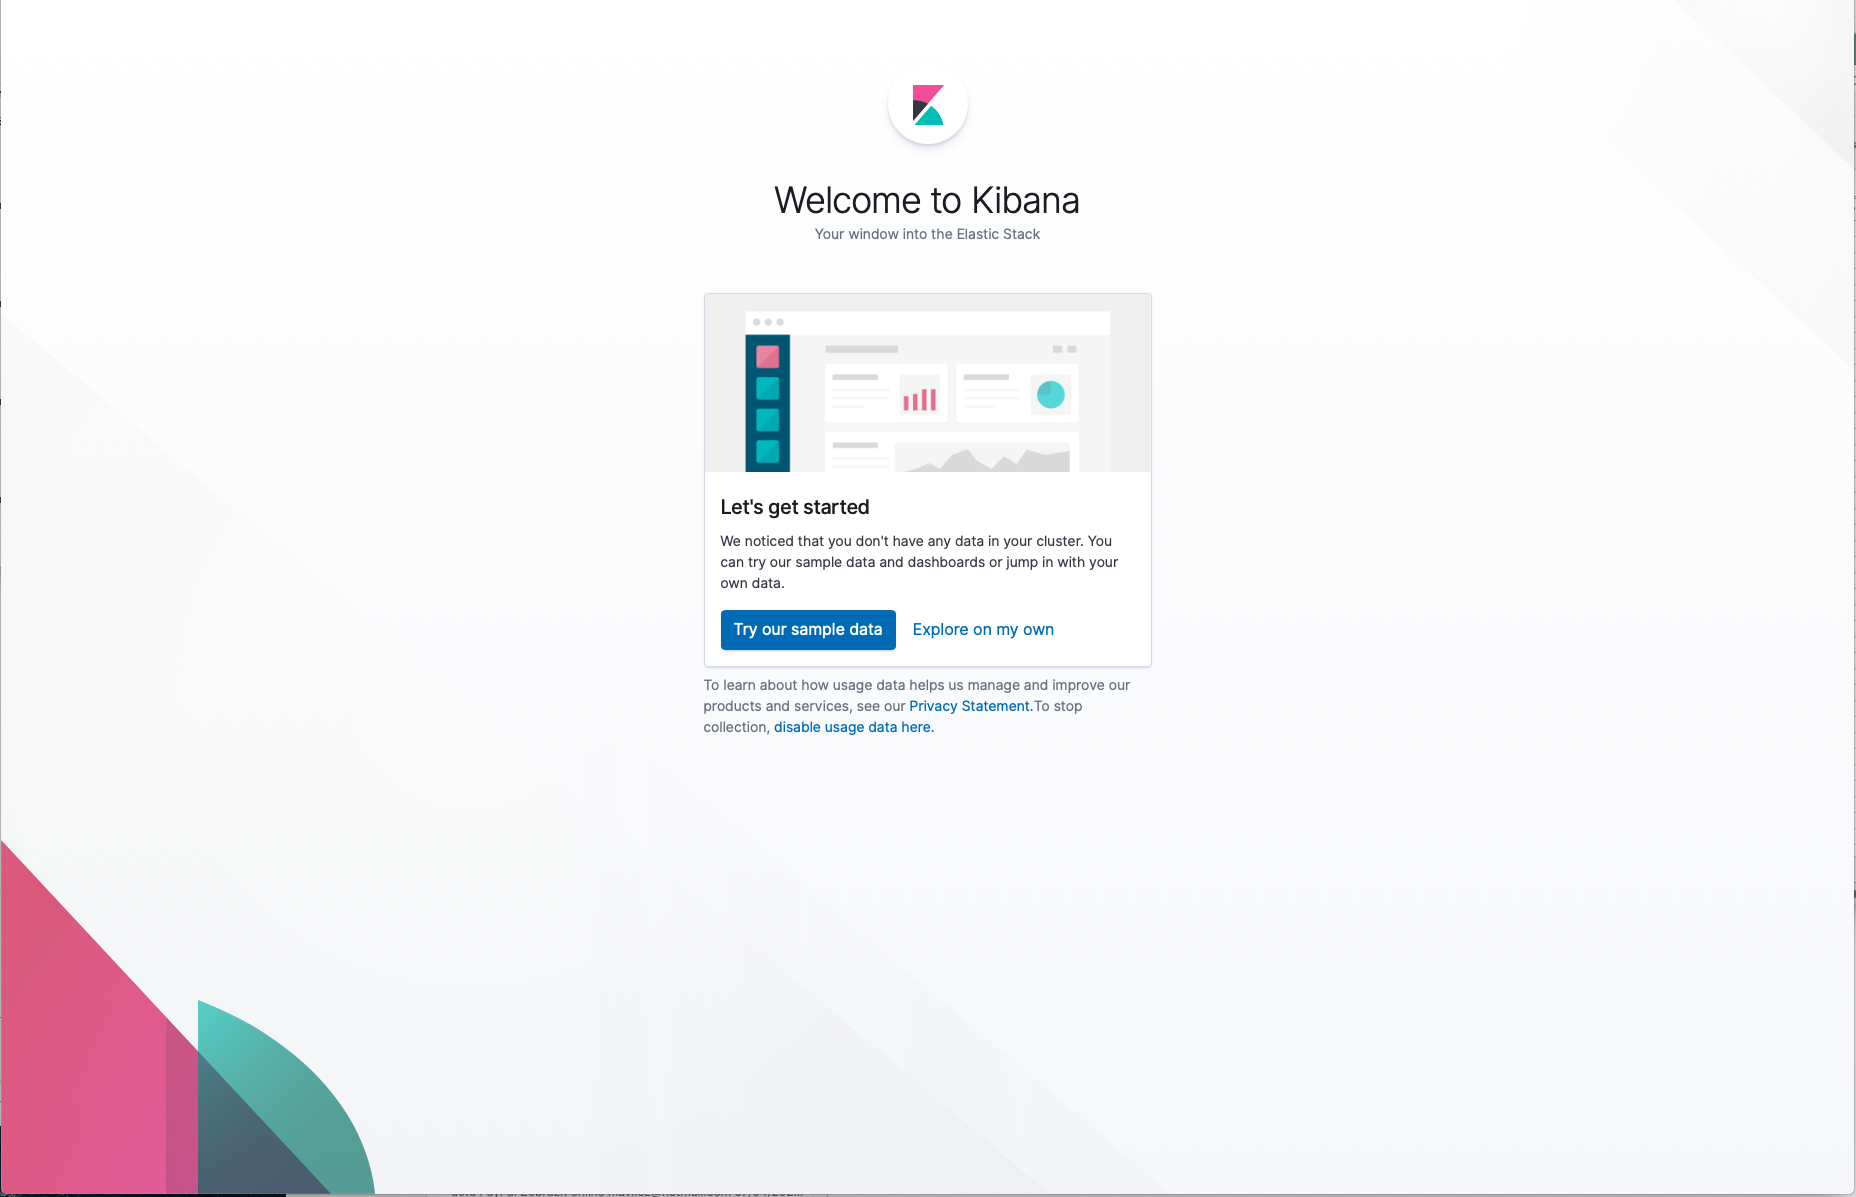 Welcome to Kibana
Your window into the Elastic Stack
Let's get started
We noticed that you don't have any data in your cluster. You
can try our sample data and dashboards or jump in with your
own data.
Try our sample data
Explore on my own
To learn about how usage data helps us manage and improve our
products and services, see our Privacy Statement.To stop
collection, disable usage data here.